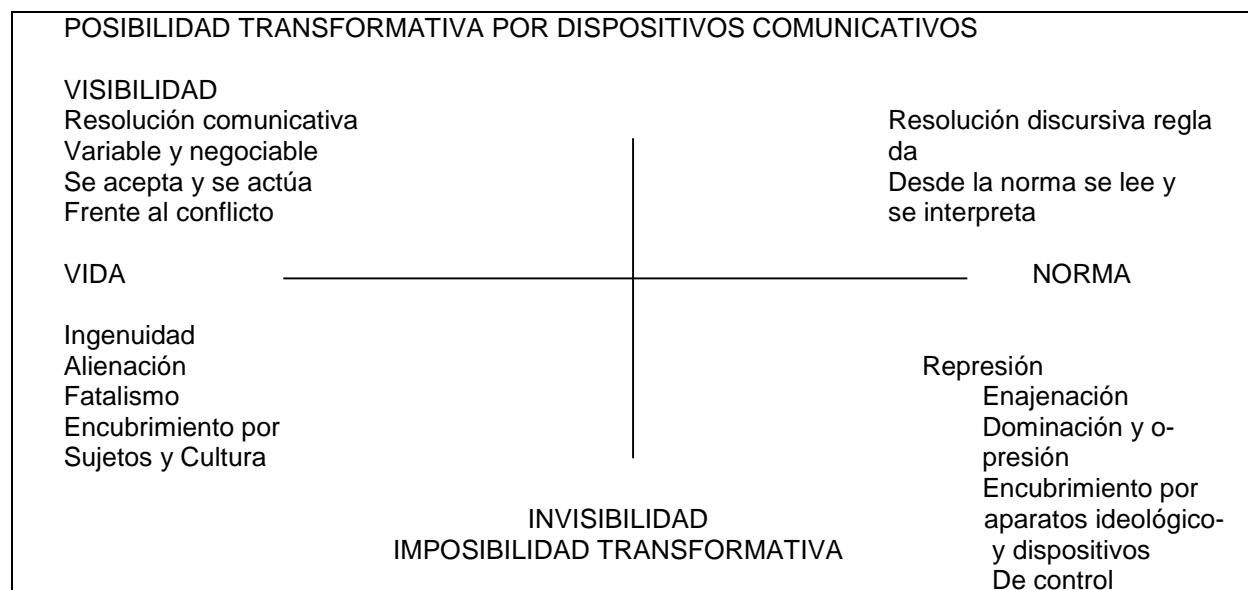 POSIBILIDAD TRANSFORMATIVA POR DISPOSITIVOS COMUNICATIVOS
VISIBILIDAD
Resolución comunicativa
Variable y negociable
Se acepta y se actúa
Frente al conflicto
Resolución discursiva regla
da
Desde la norma se lee y
se interpreta
VIDA
NORMA
Ingenuidad
Alienación
Fatalismo
Encubrimiento por
Sujetos y Cultura
Represión
Enajenación
Dominación y o-
presión
Encubrimiento por
aparatos ideológico-
y dispositivos
De control
INVISIBILIDAD
IMPOSIBILIDAD TRANSFORMATIVA